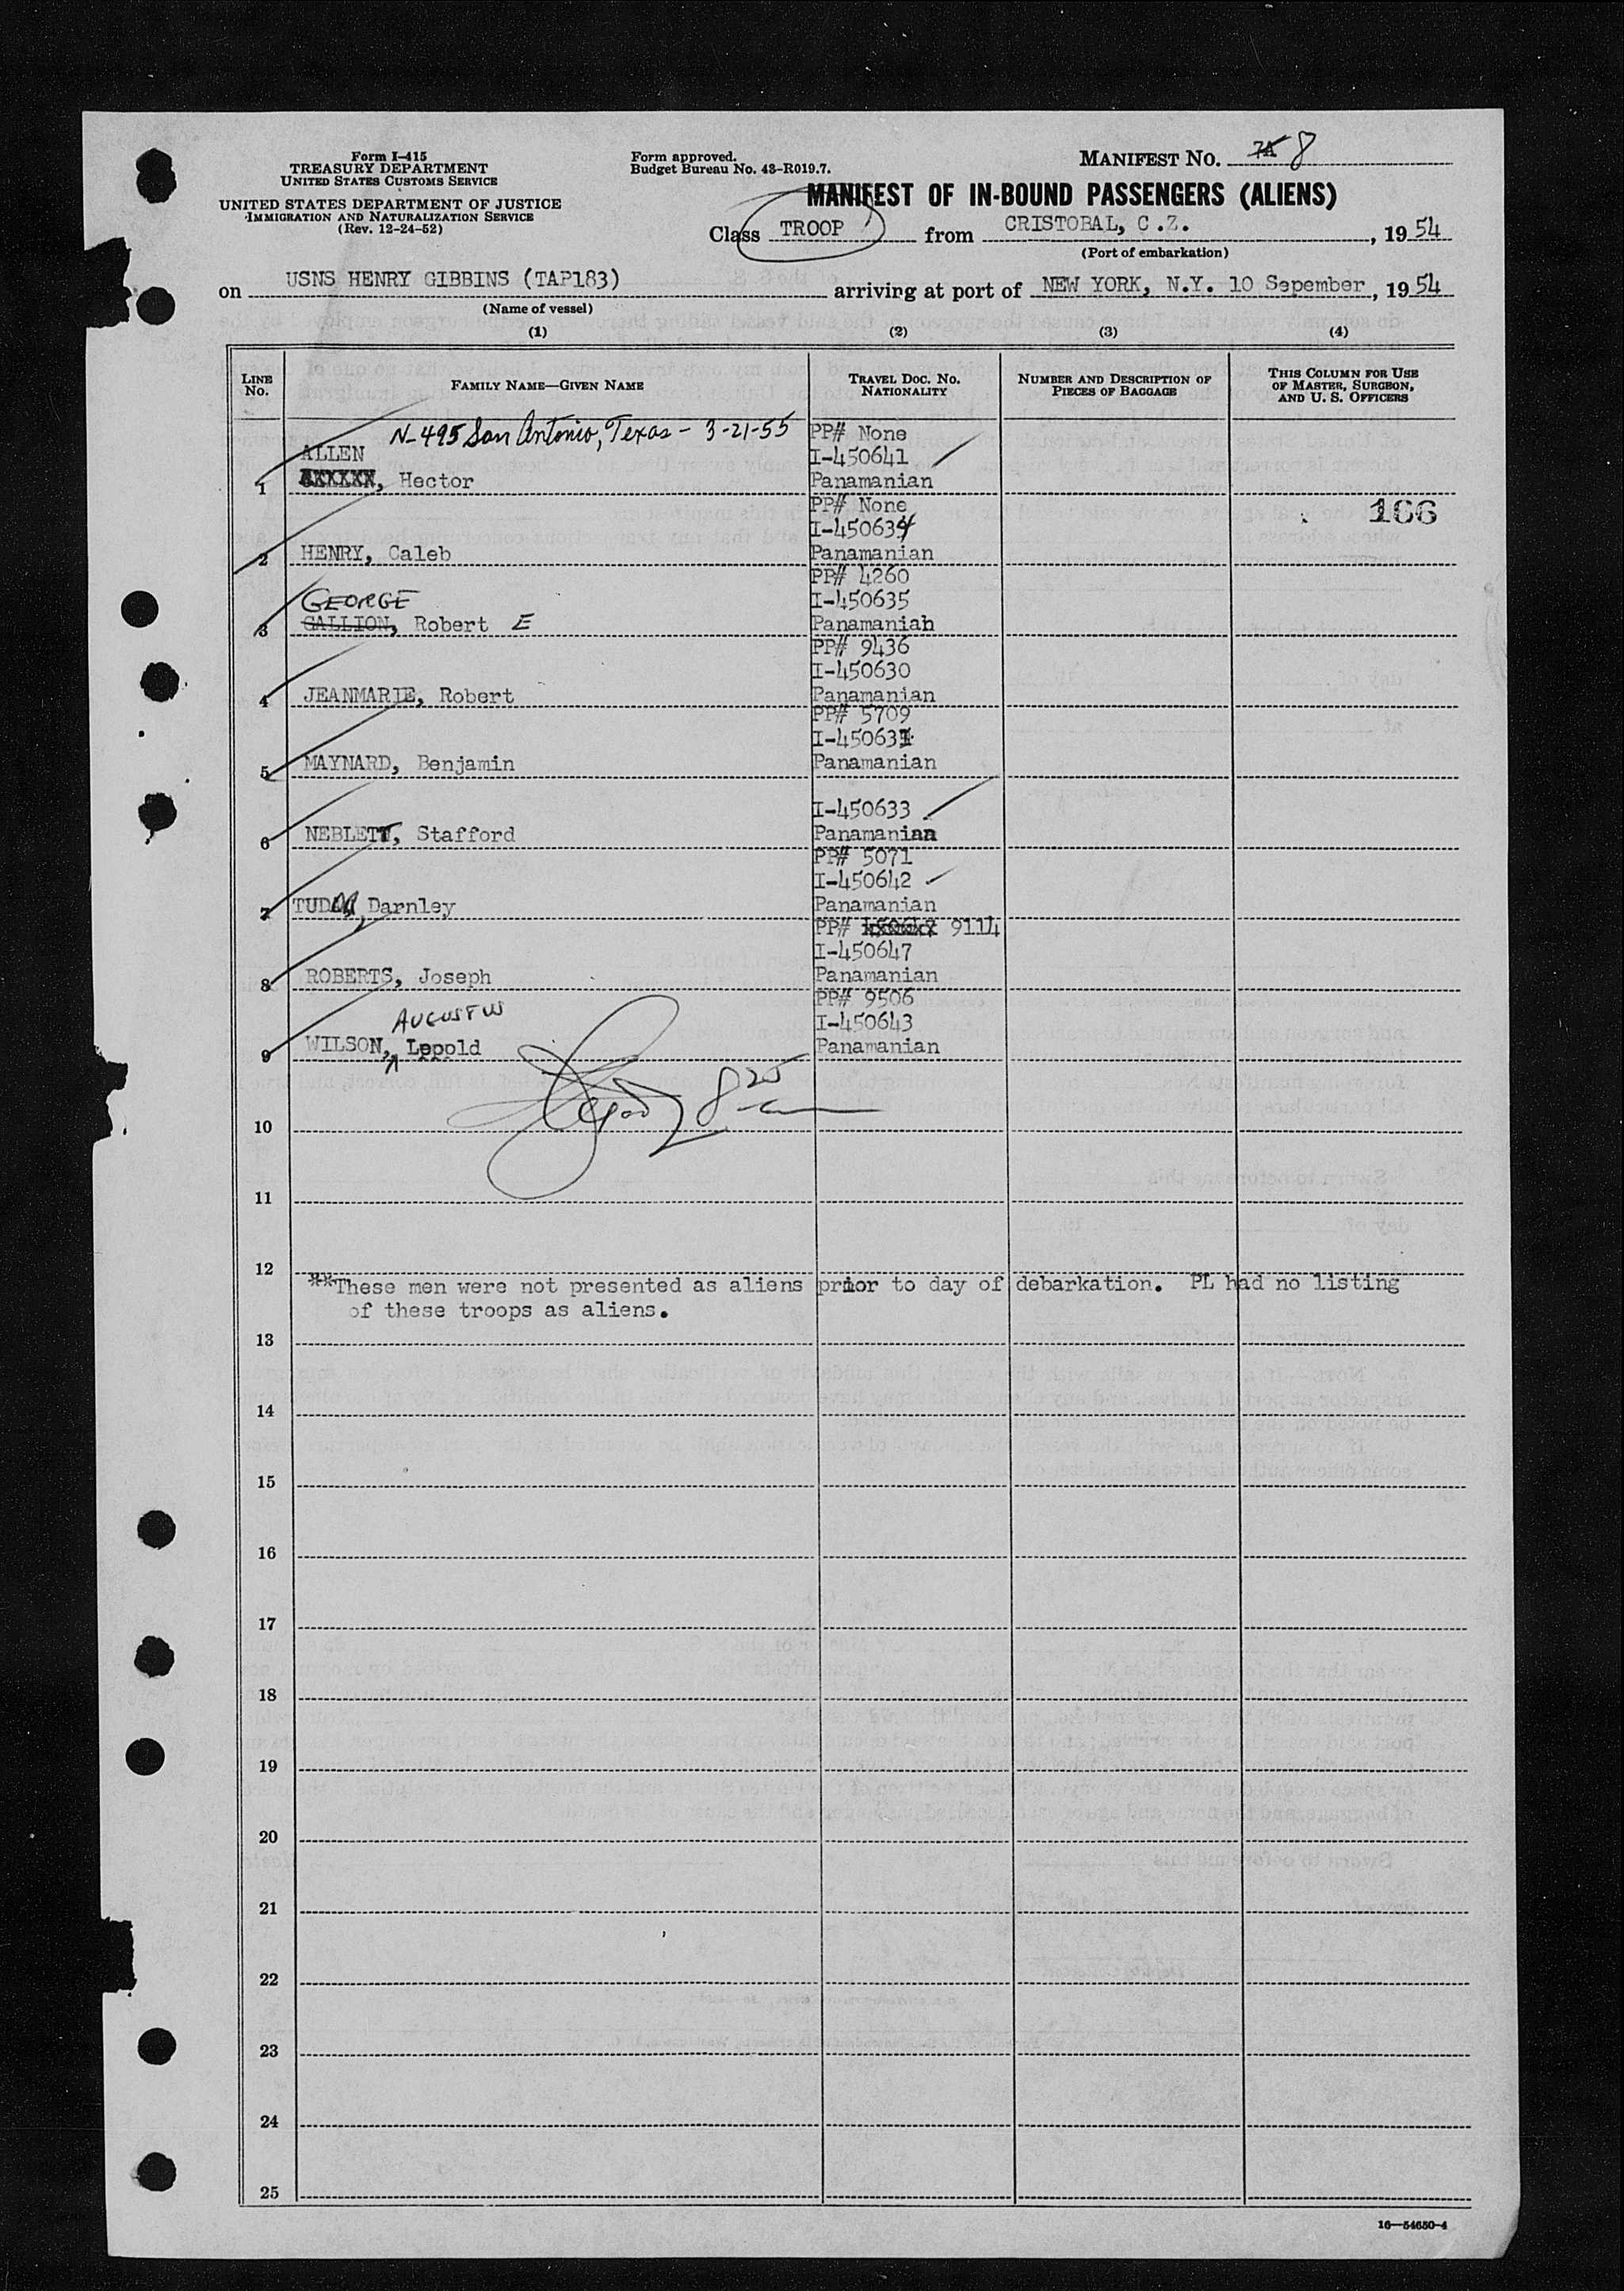 Form I-415
TREASURY DEPARTMENT
UNITED STATES CUSTOMS SERVICE
UNITED STATES DEPARTMENT OF JUSTICE
IMMIGRATION AND NATURALIZATION SERVICE
(Rev. 12-24-52)
Form approved.
Budget Bureau No. 43-R019.7.
MANIFEST NO. 7A 8
MANIFEST OF IN-BOUND PASSENGERS (ALIENS)
Class TROOP from CRISTOBAL, C.Z., 1954
(Port of embarkation)
on USNS HENRY GIBBINS (TAP183) arriving at port of NEW YORK, N.Y. 10 Sepember, 1954
(Name of vessel)
(1) (2) (3) (4)
LINE NO. FAMILY NAME—GIVEN NAME TRAVEL DOC. NO. NATIONALITY NUMBER AND DESCRIPTION OF PIECES OF BAGGAGE THIS COLUMN FOR USE OF MASTER, SURGEON, AND U. S. OFFICERS
N-495 San Antonio, Texas - 3-21-55 PP# None
ALLEN I-450641
1 Hector Panamanian
PP# None 166
I-450634
2 HENRY, Caleb Panamanian
PP# 4260
GEORGE I-450635
3 GALLION, Robert E Panamaniah
PP# 9436
I-450630
4 JEANMARIE, Robert Panamanian
PP# 5709
I-450631
5 MAYNARD, Benjamin Panamanian
I-450633
6 NEBLETT, Stafford Panamanian
PP# 5071
I-450642
7 Darnley Panamanian
PP# 9114
I-450647
8 ROBERTS, Joseph Panamanian
PP# 9506
AUGUSTUS I-450643
9 WILSON, Lepold Panamanian
10
11
12
**These men were not presented as aliens prior to day of debarkation. PL had no listing
of these troops as aliens.
13
14
15
16
17
18
19
20
21
22
23
24
25
16—54650-4